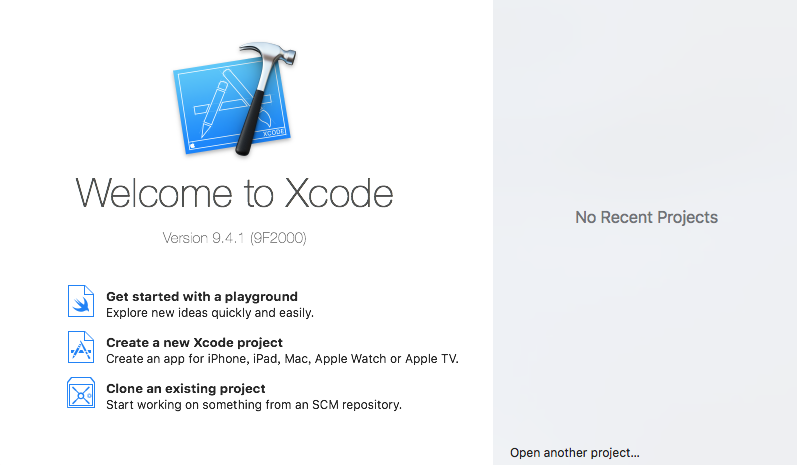 XCODE
Welcome to Xcode
Version 9.4.1 (9F2000)
Get started with a playground
Explore new ideas quickly and easily.
Create a new Xcode project
Create an app for iPhone, iPad, Mac, Apple Watch or Apple TV.
Clone an existing project
Start working on something from an SCM repository.
No Recent Projects
Open another project...